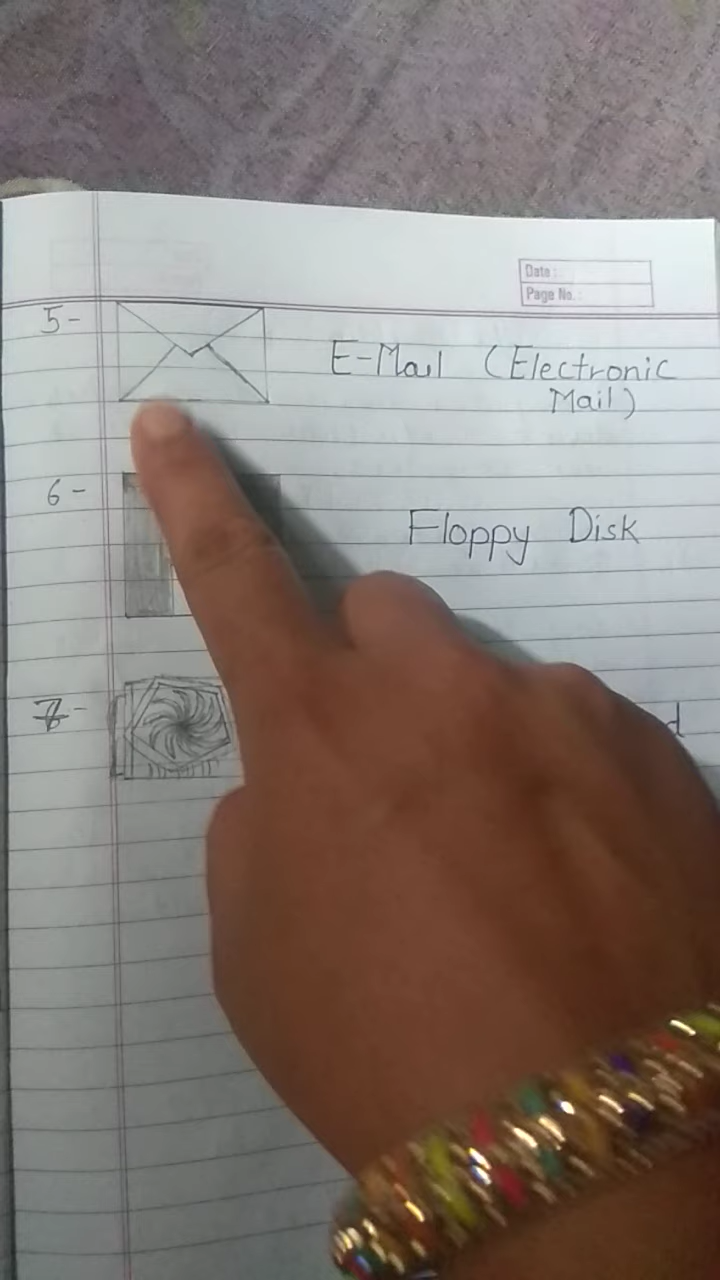 Date :
Page No. :
5-
E-Mail (Electronic
Mail)
6-
Floppy Disk
7-